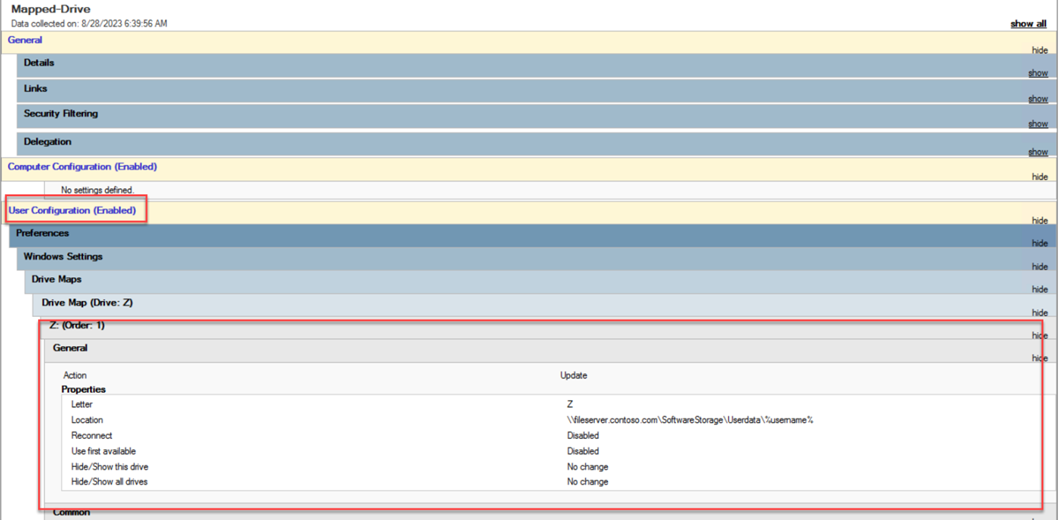 Mapped-Drive
Data collected on: 8/28/2023 6:39:56 AM show all
General hide
Details show
Links show
Security Filtering show
Delegation show
Computer Configuration (Enabled) hide
No settings defined.
User Configuration (Enabled) hide
Preferences hide
Windows Settings hide
Drive Maps hide
Drive Map (Drive: Z) hide
Z: (Order: 1) hide
General hide
Action Update
Properties
Letter Z
Location \\fileserver.contoso.com\SoftwareStorage\Userdata\%username%
Reconnect Disabled
Use first available Disabled
Hide/Show this drive No change
Hide/Show all drives No change
Common